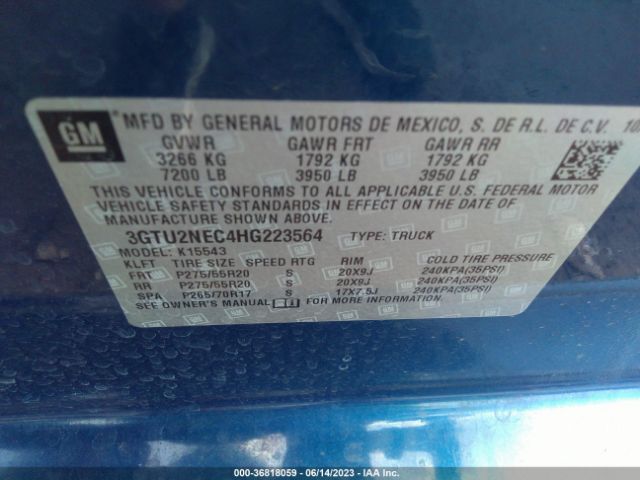 GM
MFD BY GENERAL MOTORS DE MEXICO, S. DE R.L. DE C.V. 10
GVWR GAWR FRT GAWR RR
3266 KG 1792 KG 1792 KG
7200 LB 3950 LB 3950 LB
THIS VEHICLE CONFORMS TO ALL APPLICABLE U.S. FEDERAL MOTOR
VEHICLE SAFETY STANDARDS IN EFFECT ON THE DATE OF
MANUFACTURE SHOWN ABOVE.
3GTU2NEC4HG223564 TYPE: TRUCK
MODEL: K15543
KLFT TIRE SIZE SPEED RTG RIM COLD TIRE PRESSURE
FRT P275/55R20 S 20X9J 240KPA(35PSI)
RR P275/55R20 S 20X9J 240KPA(35PSI)
SPA P265/70R17 S 17X7.5J 240KPA(35PSI)
SEE OWNER'S MANUAL FOR MORE INFORMATION.
000-36818059 - 06/14/2023 - IAA Inc.